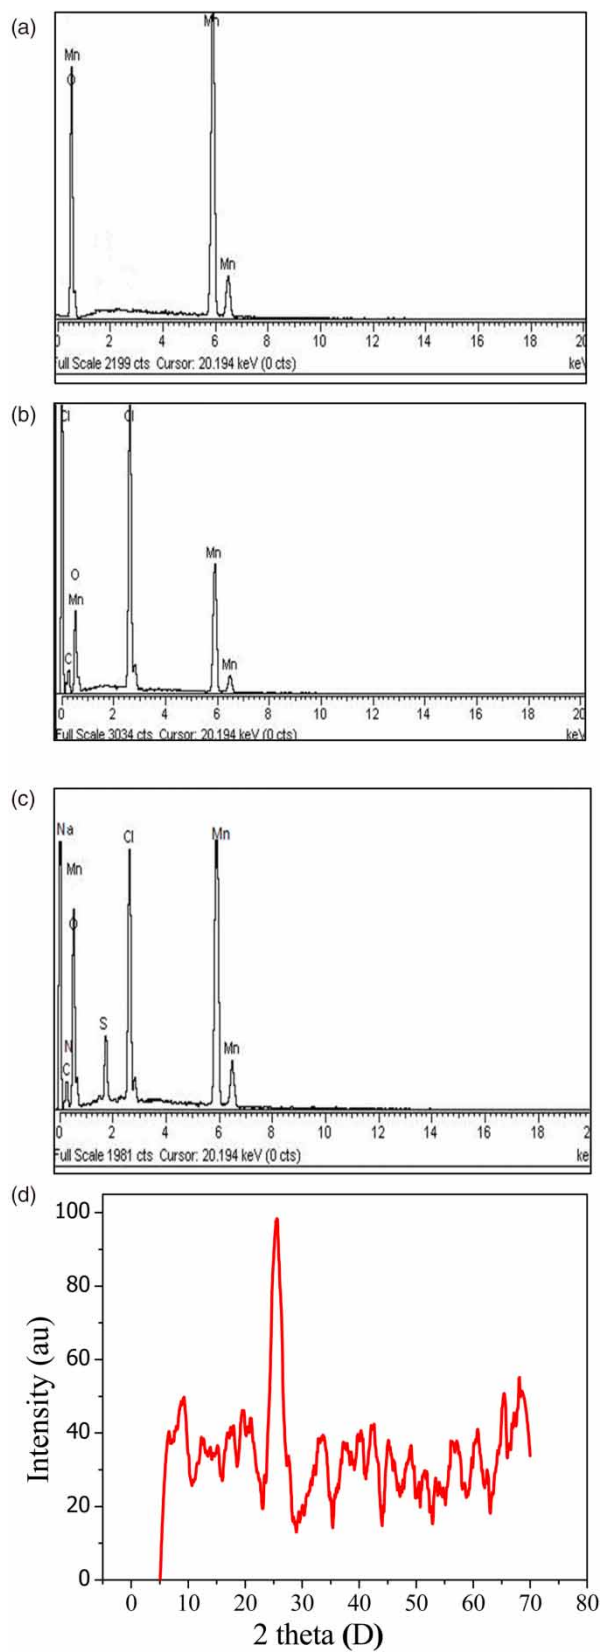 (a)
Mn
Mn
O
Mn
0 2 4 6 8 10 12 14 16 18 20
Full Scale 2199 cts Cursor: 20.194 keV (0 cts) keV
(b)
Cl Cl
Mn
O
Mn
C
Mn
0 2 4 6 8 10 12 14 16 18 20
Full Scale 3034 cts Cursor: 20.194 keV (0 cts) keV
(c)
Na Cl Mn
Mn
O
S
N
Mn
C
0 2 4 6 8 10 12 14 16 18 20
Full Scale 1981 cts Cursor: 20.194 keV (0 cts) ke
(d)
100
80
60
40
20
0
Intensity (au)
0 10 20 30 40 50 60 70 80
2 theta (D)